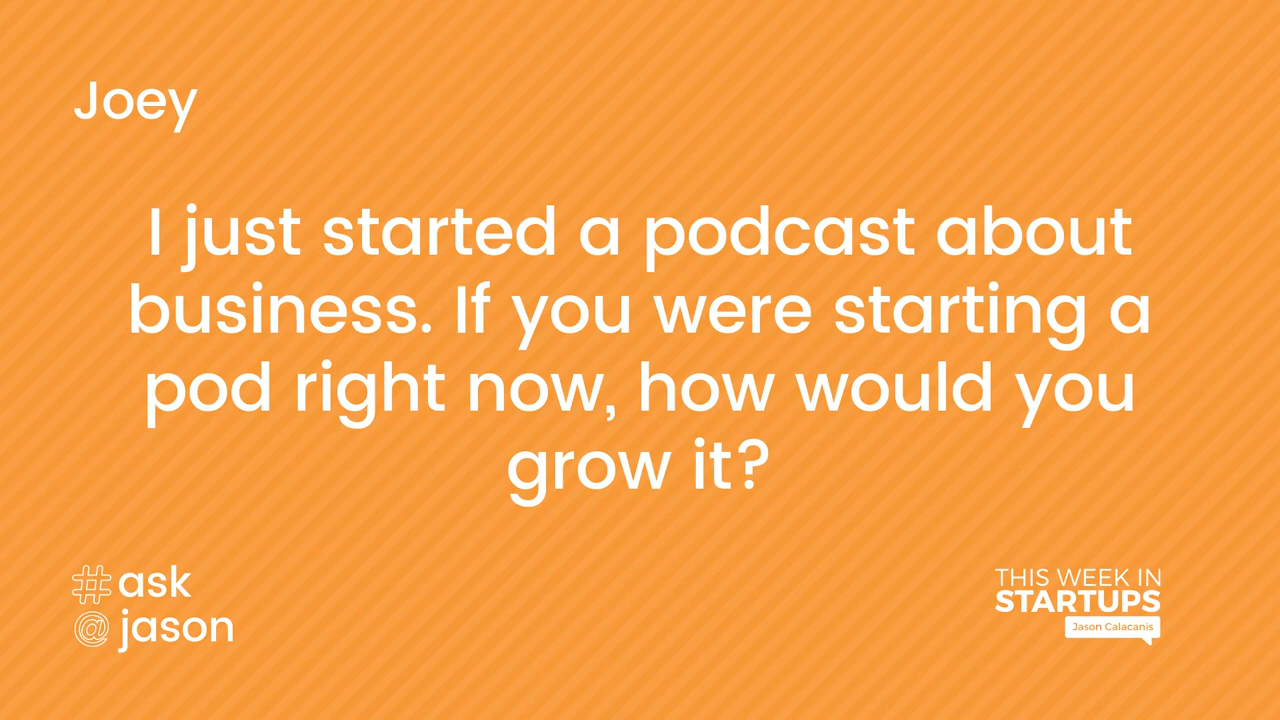 Joey
I just started a podcast about
business. If you were starting a
pod right now, how would you
grow it?
#ask
@jason
THIS WEEK IN
STARTUPS
Jason Calacanis